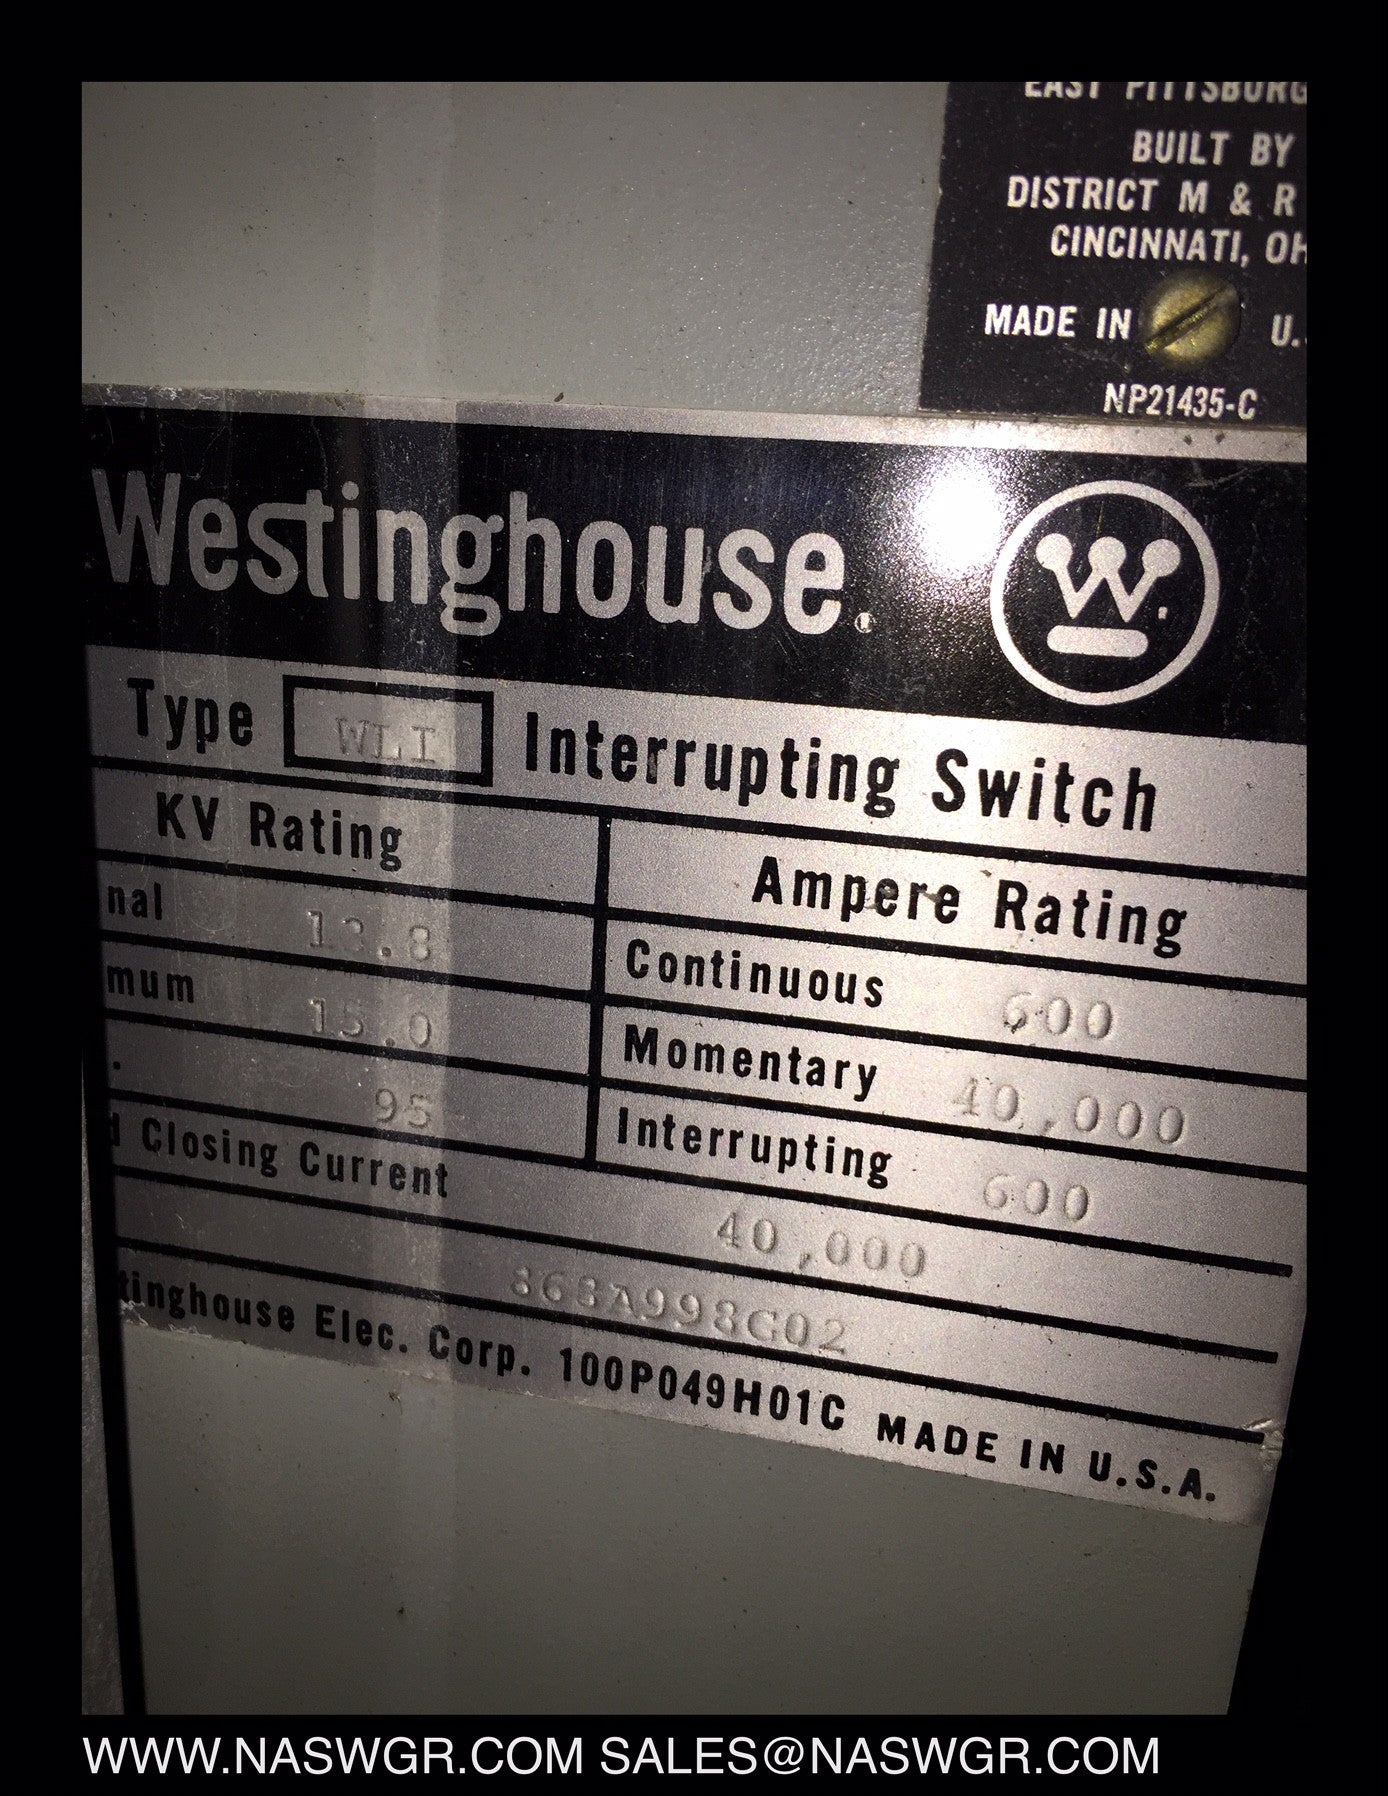 EAST PITTSBURG
BUILT BY
DISTRICT M & R
CINCINNATI, OH
MADE IN U.
NP21435-C
Westinghouse
W
Type WLI Interrupting Switch
KV Rating
Ampere Rating
nal 13.8
Continuous 600
mum 15.0
Momentary 40,000
. 95
Interrupting 600
d Closing Current 40,000
868A998G02
tinghouse Elec. Corp. 100P049H01C MADE IN U.S.A.
WWW.NASWGR.COM SALES@NASWGR.COM